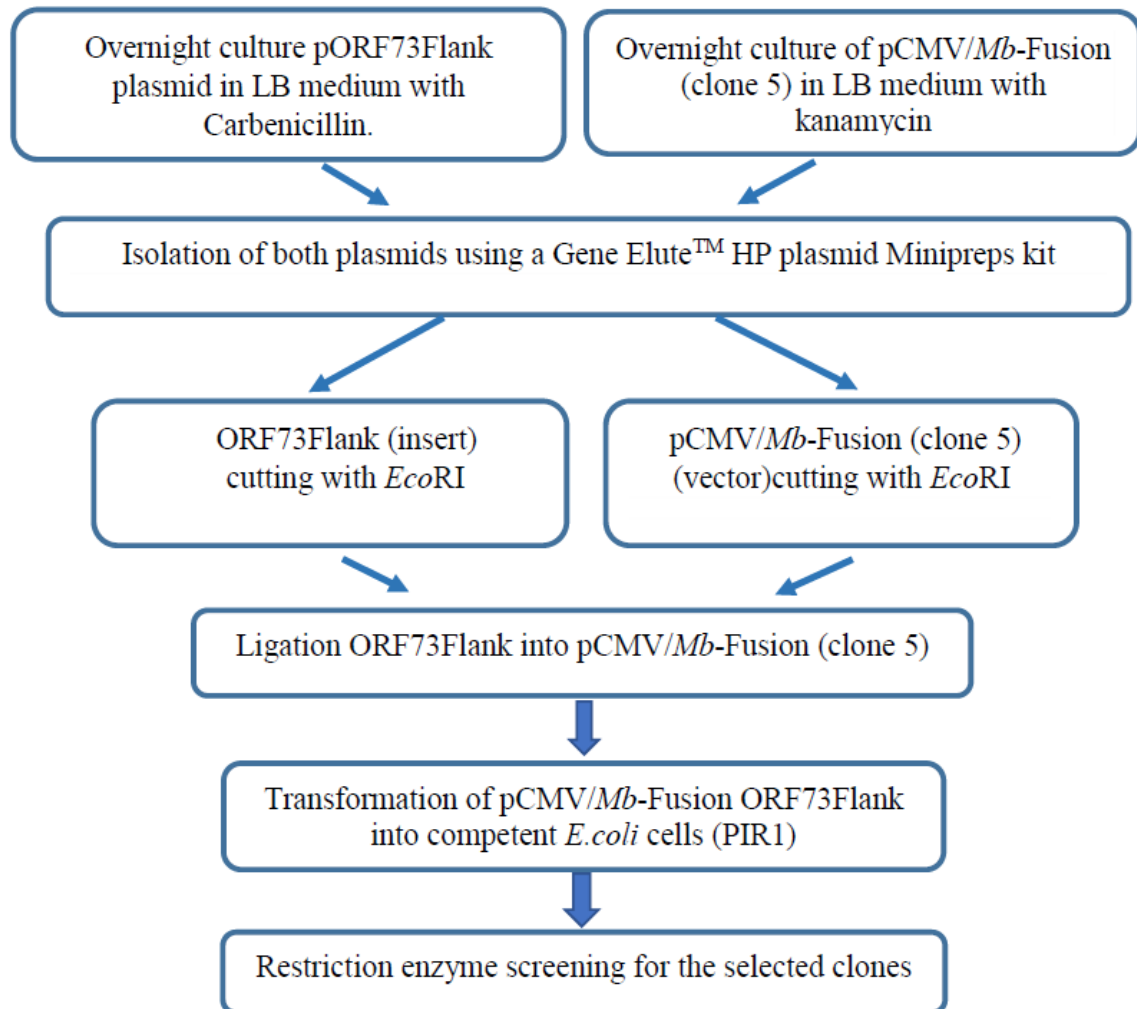 Overnight culture pORF73Flank
plasmid in LB medium with
Carbenicillin.
Overnight culture of pCMV/Mb-Fusion
(clone 5) in LB medium with
kanamycin
Isolation of both plasmids using a Gene Elute™ HP plasmid Minipreps kit
ORF73Flank (insert)
cutting with EcoRI
pCMV/Mb-Fusion (clone 5)
(vector)cutting with EcoRI
Ligation ORF73Flank into pCMV/Mb-Fusion (clone 5)
Transformation of pCMV/Mb-Fusion ORF73Flank
into competent E.coli cells (PIR1)
Restriction enzyme screening for the selected clones